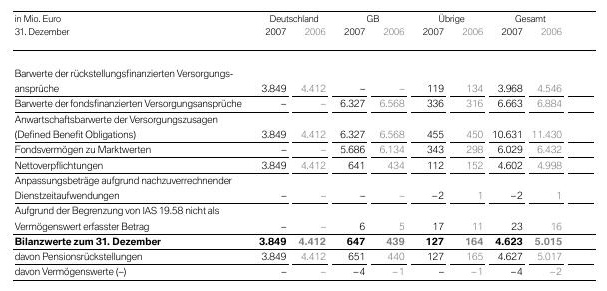 in Mio. Euro Deutschland GB Übrige Gesamt
31. Dezember 2007 2006 2007 2006 2007 2006 2007 2006
Barwerte der rückstellungsfinanzierten Versorgungs-
ansprüche 3.849 4.412 – – 119 134 3.968 4.546
Barwerte der fondsfinanzierten Versorgungsansprüche – – 6.327 6.568 336 316 6.663 6.884
Anwartschaftsbarwerte der Versorgungszusagen
(Defined Benefit Obligations) 3.849 4.412 6.327 6.568 455 450 10.631 11.430
Fondsvermögen zu Marktwerten – – 5.686 6.134 343 298 6.029 6.432
Nettoverpflichtungen 3.849 4.412 641 434 112 152 4.602 4.998
Anpassungsbeträge aufgrund nachzuverrechnender
Dienstzeitaufwendungen – – – – –2 1 –2 1
Aufgrund der Begrenzung von IAS 19.58 nicht als
Vermögenswert erfasster Betrag – – 6 5 17 11 23 16
Bilanzwerte zum 31. Dezember 3.849 4.412 647 439 127 164 4.623 5.015
davon Pensionsrückstellungen 3.849 4.412 651 440 127 165 4.627 5.017
davon Vermögenswerte (–) – – –4 –1 – –1 –4 –2